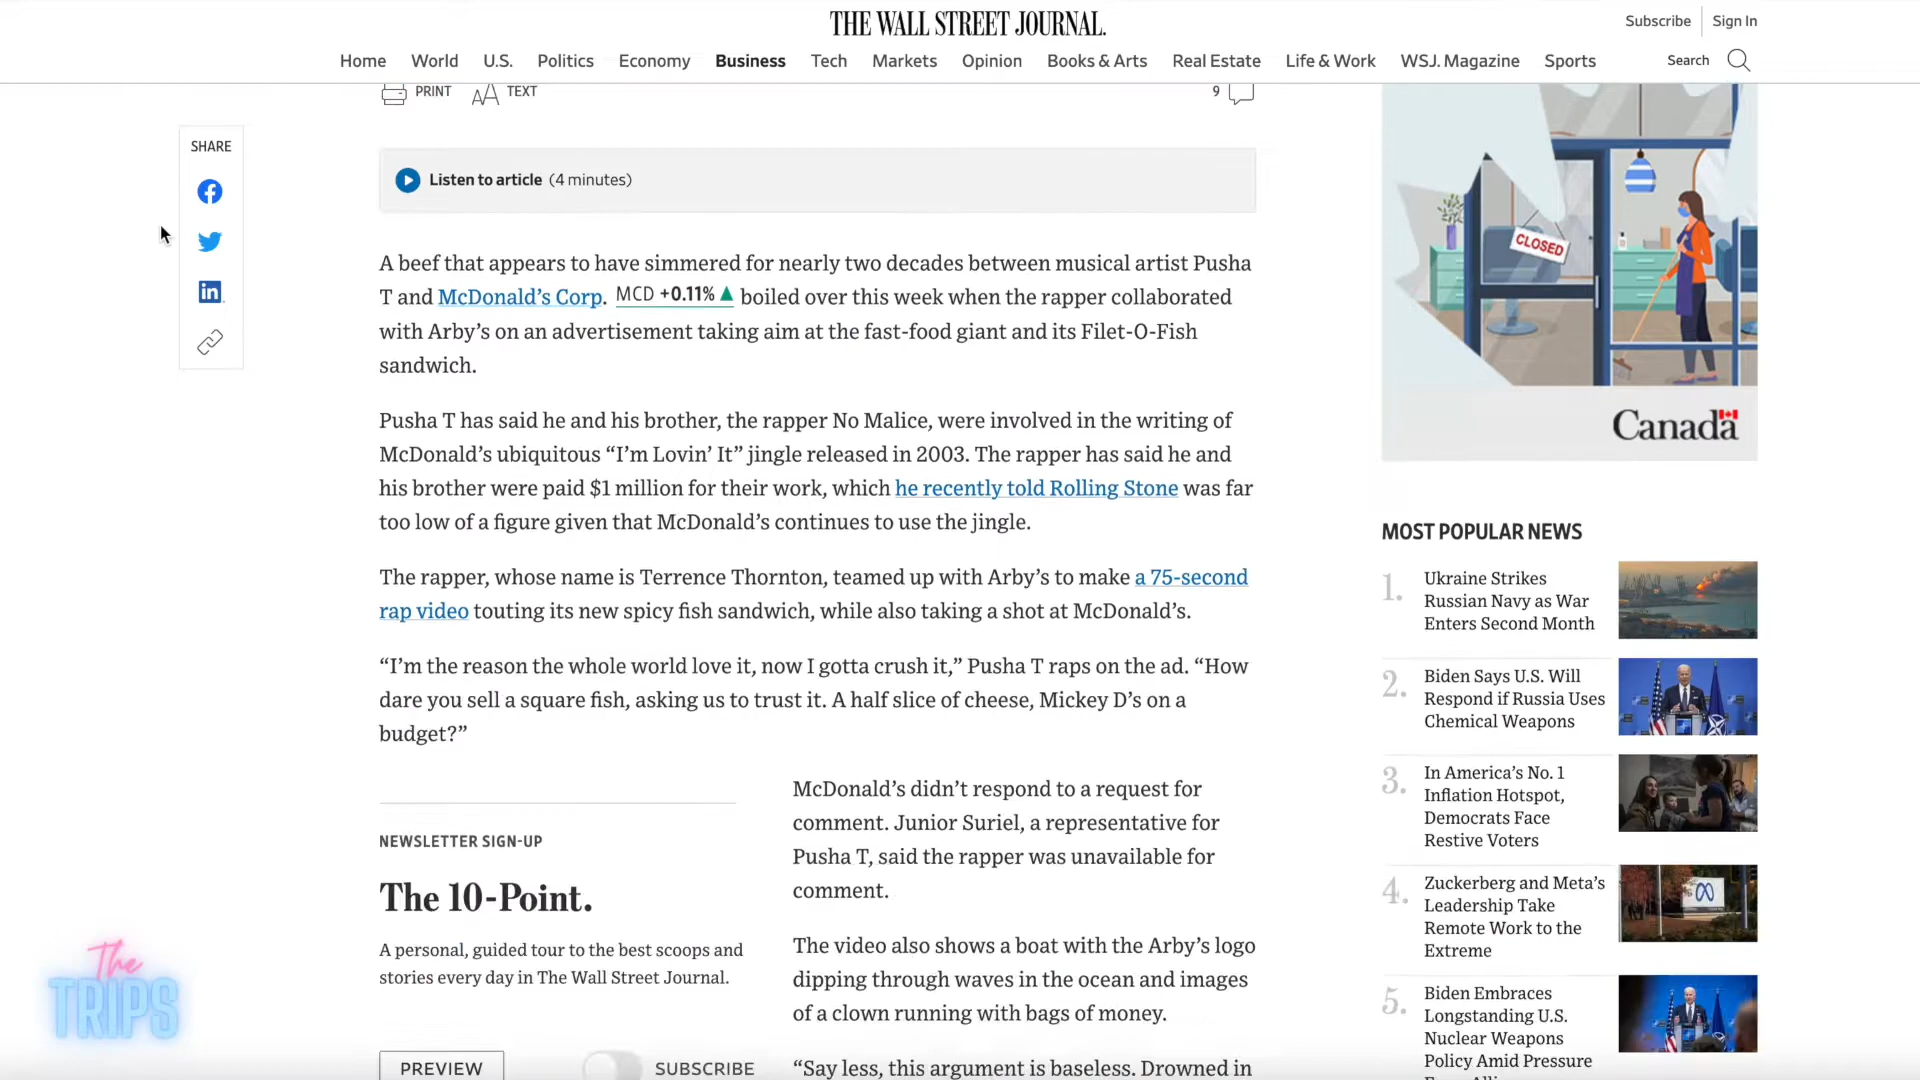 THE WALL STREET JOURNAL.
Subscribe Sign In
Home World U.S. Politics Economy Business Tech Markets Opinion Books & Arts Real Estate Life & Work WSJ. Magazine Sports Search
PRINT AA TEXT 9
SHARE
Listen to article (4 minutes)
A beef that appears to have simmered for nearly two decades between musical artist Pusha
T and McDonald’s Corp. MCD +0.11% ▲ boiled over this week when the rapper collaborated
with Arby’s on an advertisement taking aim at the fast-food giant and its Filet-O-Fish
sandwich.
Pusha T has said he and his brother, the rapper No Malice, were involved in the writing of
McDonald’s ubiquitous “I’m Lovin’ It” jingle released in 2003. The rapper has said he and
his brother were paid $1 million for their work, which he recently told Rolling Stone was far
too low of a figure given that McDonald’s continues to use the jingle.
The rapper, whose name is Terrence Thornton, teamed up with Arby’s to make a 75-second
rap video touting its new spicy fish sandwich, while also taking a shot at McDonald’s.
“I’m the reason the whole world love it, now I gotta crush it,” Pusha T raps on the ad. “How
dare you sell a square fish, asking us to trust it. A half slice of cheese, Mickey D’s on a
budget?”
NEWSLETTER SIGN-UP
The 10-Point.
A personal, guided tour to the best scoops and
stories every day in The Wall Street Journal.
PREVIEW SUBSCRIBE
McDonald’s didn’t respond to a request for
comment. Junior Suriel, a representative for
Pusha T, said the rapper was unavailable for
comment.
The video also shows a boat with the Arby’s logo
dipping through waves in the ocean and images
of a clown running with bags of money.
“Say less, this argument is baseless. Drowned in
CLOSED
Canada
MOST POPULAR NEWS
1. Ukraine Strikes
Russian Navy as War
Enters Second Month
2. Biden Says U.S. Will
Respond if Russia Uses
Chemical Weapons
3. In America’s No. 1
Inflation Hotspot,
Democrats Face
Restive Voters
4. Zuckerberg and Meta’s
Leadership Take
Remote Work to the
Extreme
5. Biden Embraces
Longstanding U.S.
Nuclear Weapons
Policy Amid Pressure
The
TRIPS